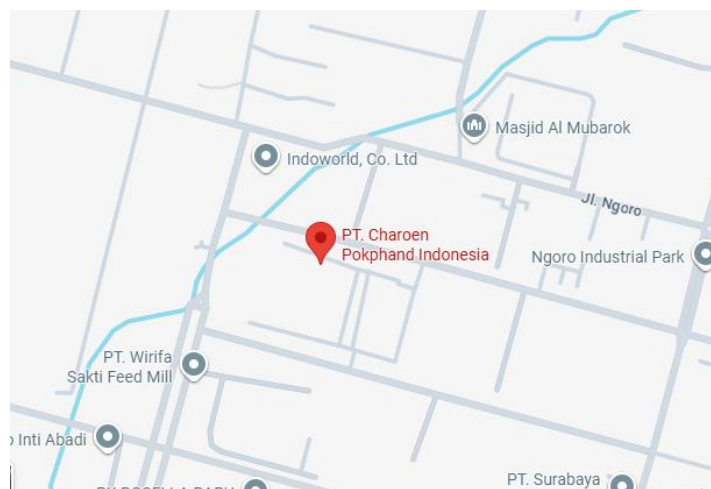 Masjid Al Mubarok
Indoworld, Co. Ltd
Jl. Ngoro
PT. Charoen
Pokphand Indonesia
Ngoro Industrial Park
PT. Wirifa
Sakti Feed Mill
Inti Abadi
PT. Surabaya